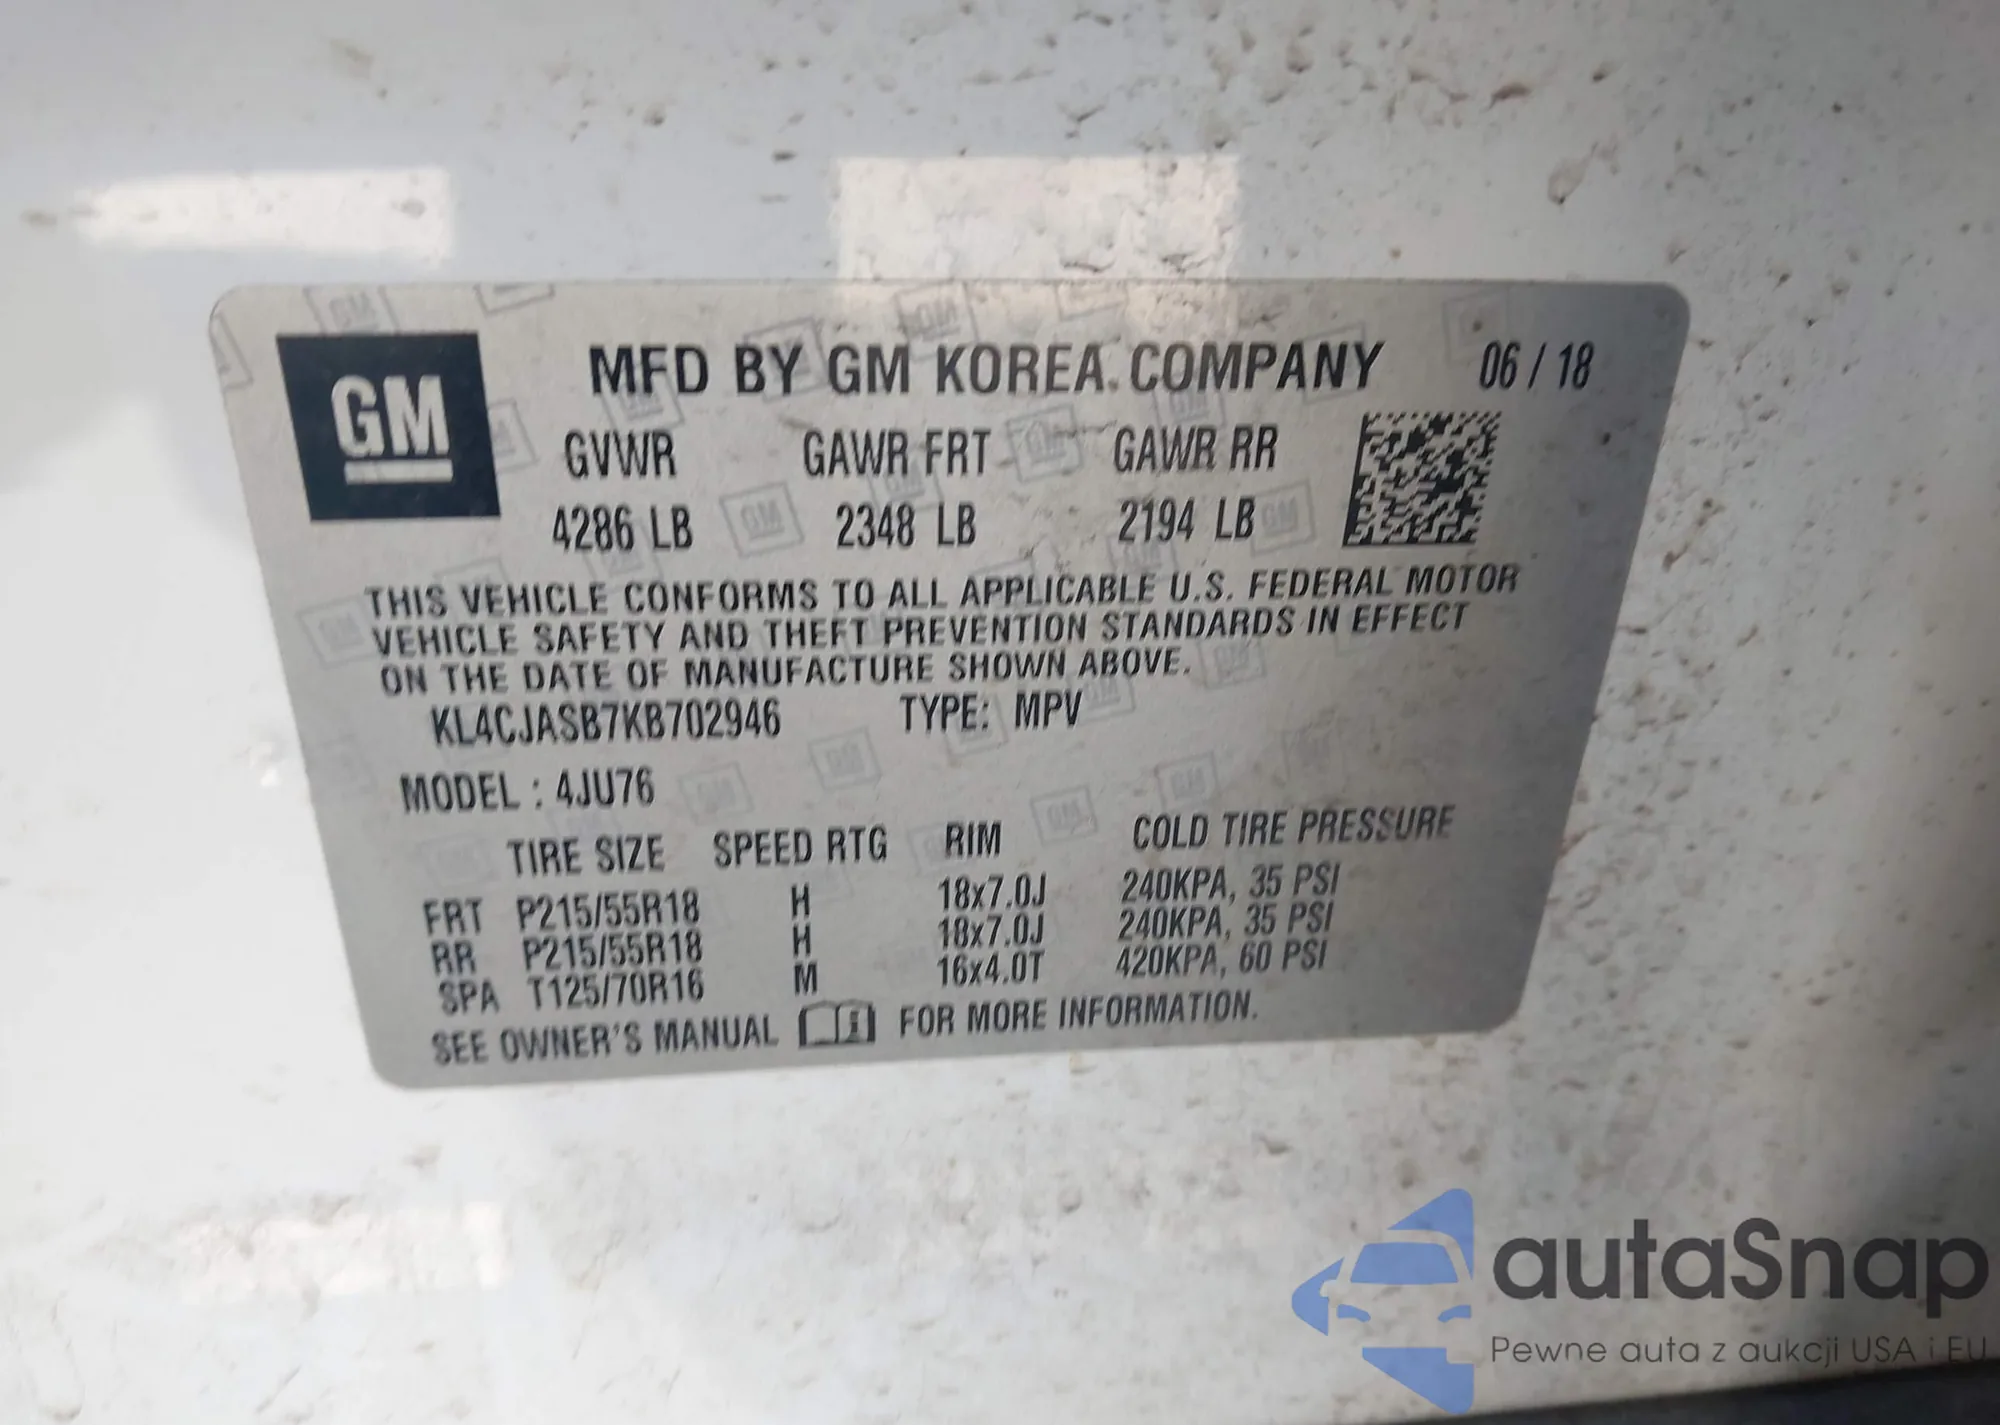 GM
MFD BY GM KOREA COMPANY 06 / 18
GVWR GAWR FRT GAWR RR
4286 LB 2348 LB 2194 LB
THIS VEHICLE CONFORMS TO ALL APPLICABLE U.S. FEDERAL MOTOR
VEHICLE SAFETY AND THEFT PREVENTION STANDARDS IN EFFECT
ON THE DATE OF MANUFACTURE SHOWN ABOVE.
KL4CJASB7KB702946 TYPE: MPV
MODEL : 4JU76
TIRE SIZE SPEED RTG RIM COLD TIRE PRESSURE
FRT P215/55R18 H 18x7.0J 240KPA, 35 PSI
RR P215/55R18 H 18x7.0J 240KPA, 35 PSI
SPA T125/70R16 M 16x4.0T 420KPA, 60 PSI
SEE OWNER'S MANUAL FOR MORE INFORMATION.
autaSnap
Pewne auta z aukcji USA i EU